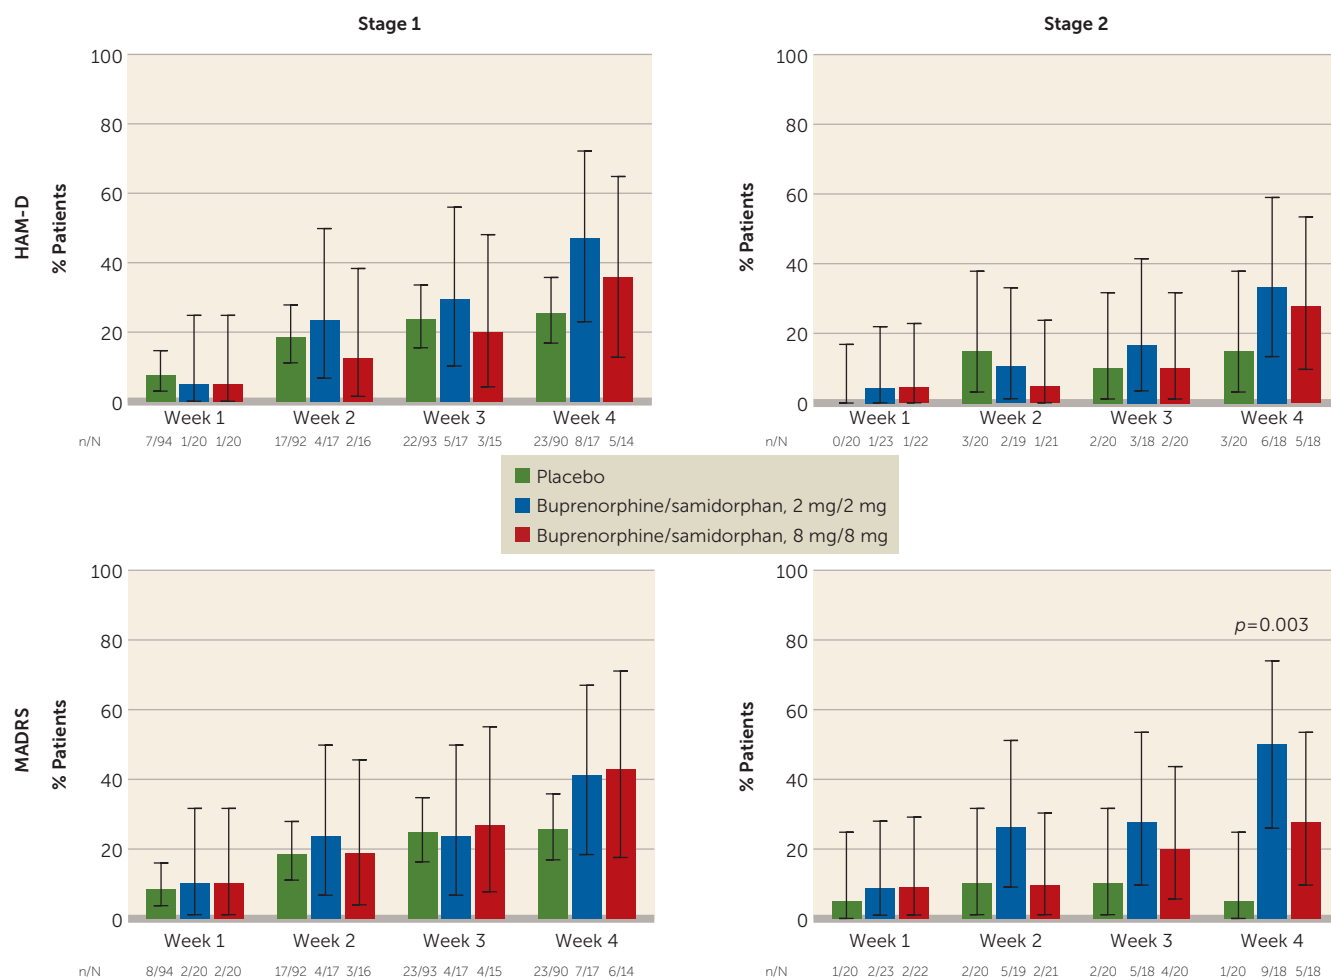 Stage 1
Stage 2
HAM-D
% Patients
100
80
60
40
20
0
Week 1 Week 2 Week 3 Week 4
n/N 7/94 1/20 1/20 17/92 4/17 2/16 22/93 5/17 3/15 23/90 8/17 5/14
% Patients
100
80
60
40
20
0
Week 1 Week 2 Week 3 Week 4
n/N 0/20 1/23 1/22 3/20 2/19 1/21 2/20 3/18 2/20 3/20 6/18 5/18
Placebo
Buprenorphine/samidorphan, 2 mg/2 mg
Buprenorphine/samidorphan, 8 mg/8 mg
MADRS
% Patients
100
80
60
40
20
0
Week 1 Week 2 Week 3 Week 4
n/N 8/94 2/20 2/20 17/92 4/17 3/16 23/93 4/17 4/15 23/90 7/17 6/14
% Patients
100
80
60
40
20
0
p=0.003
Week 1 Week 2 Week 3 Week 4
n/N 1/20 2/23 2/22 2/20 5/19 2/21 2/20 5/18 4/20 1/20 9/18 5/18